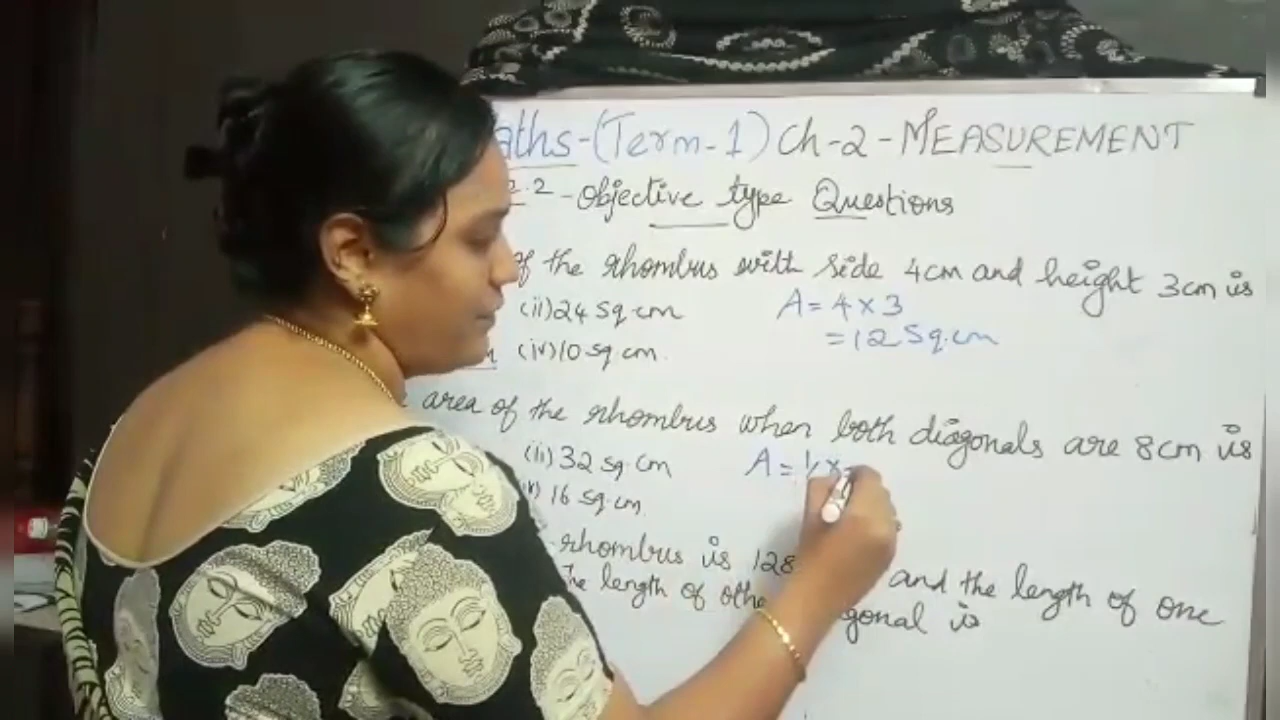 aths-(Term-1) Ch-2-MEASUREMENT
2.2 - Objective type Questions
of the rhombus with side 4cm and height 3cm is
(ii) 24 sq.cm A = 4 × 3
= 12 Sq.cm
(iv) 10 sq cm.
area of the rhombus when both diagonals are 8cm is
(ii) 32 sq.cm A =
16 sq.cm
rhombus is 128 and the length of one
The length of othe gonal is